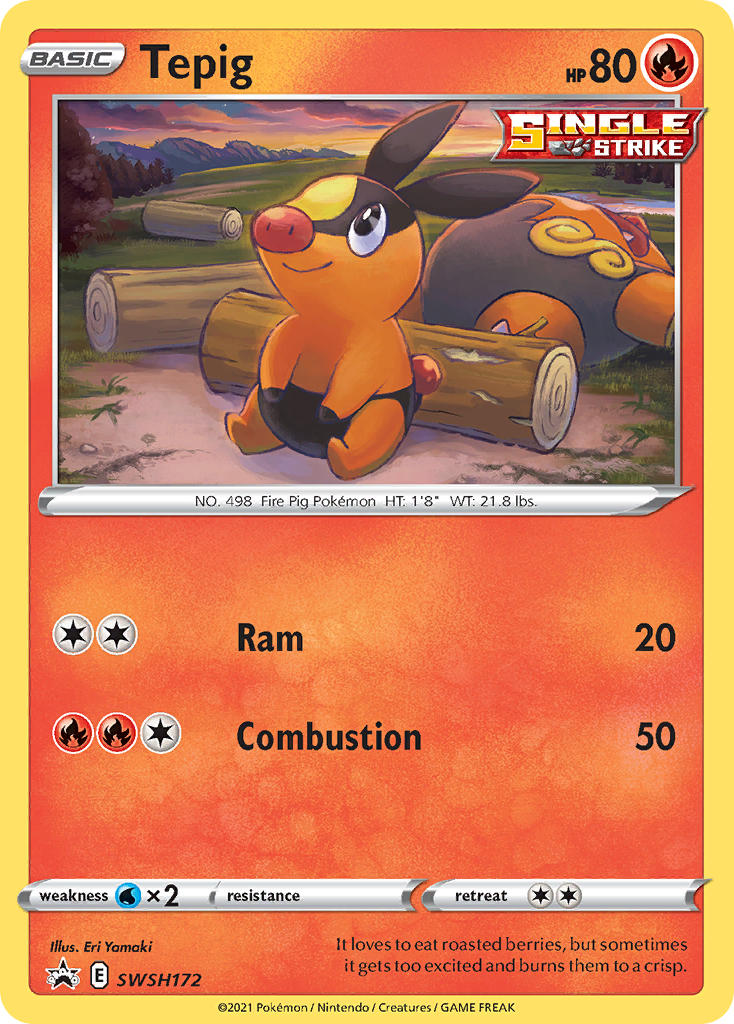 BASIC Tepig HP 80
SINGLE
STRIKE
NO. 498 Fire Pig Pokémon HT: 1'8" WT: 21.8 lbs.
Ram 20
Combustion 50
weakness ×2 resistance retreat
Illus. Eri Yamaki
It loves to eat roasted berries, but sometimes
it gets too excited and burns them to a crisp.
E SWSH172
©2021 Pokémon / Nintendo / Creatures / GAME FREAK